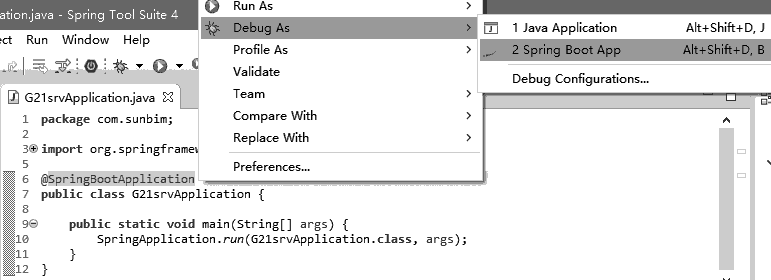 cation.java - Spring Tool Suite 4
ct Run Window Help
Run As
Debug As
Profile As
Validate
Team
Compare With
Replace With
Preferences...
1 Java Application Alt+Shift+D, J
2 Spring Boot App Alt+Shift+D, B
Debug Configurations...
G21srvApplication.java
1 package com.sunbim;
2
3 import org.springframew
5
6 @SpringBootApplication
7 public class G21srvApplication {
8
9 public static void main(String[] args) {
10 SpringApplication.run(G21srvApplication.class, args);
11 }
12 }